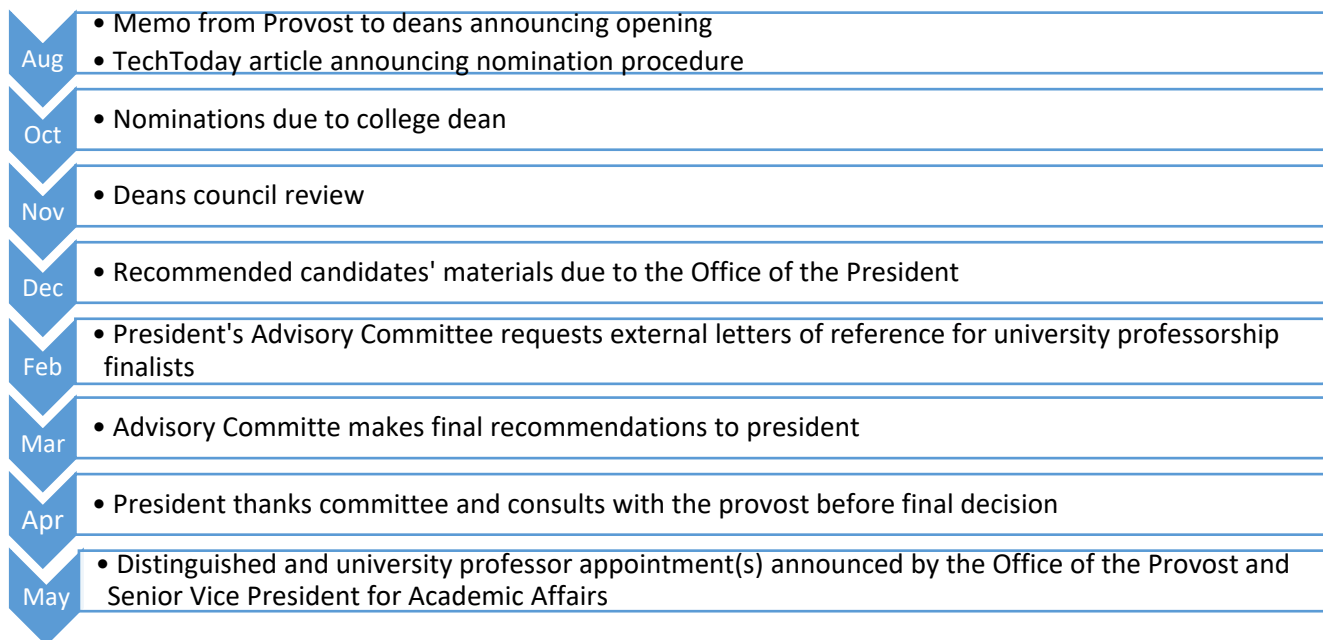 Aug
• Memo from Provost to deans announcing opening
• TechToday article announcing nomination procedure
Oct
• Nominations due to college dean
Nov
• Deans council review
Dec
• Recommended candidates' materials due to the Office of the President
Feb
• President's Advisory Committee requests external letters of reference for university professorship
finalists
Mar
• Advisory Committe makes final recommendations to president
Apr
• President thanks committee and consults with the provost before final decision
May
• Distinguished and university professor appointment(s) announced by the Office of the Provost and
Senior Vice President for Academic Affairs